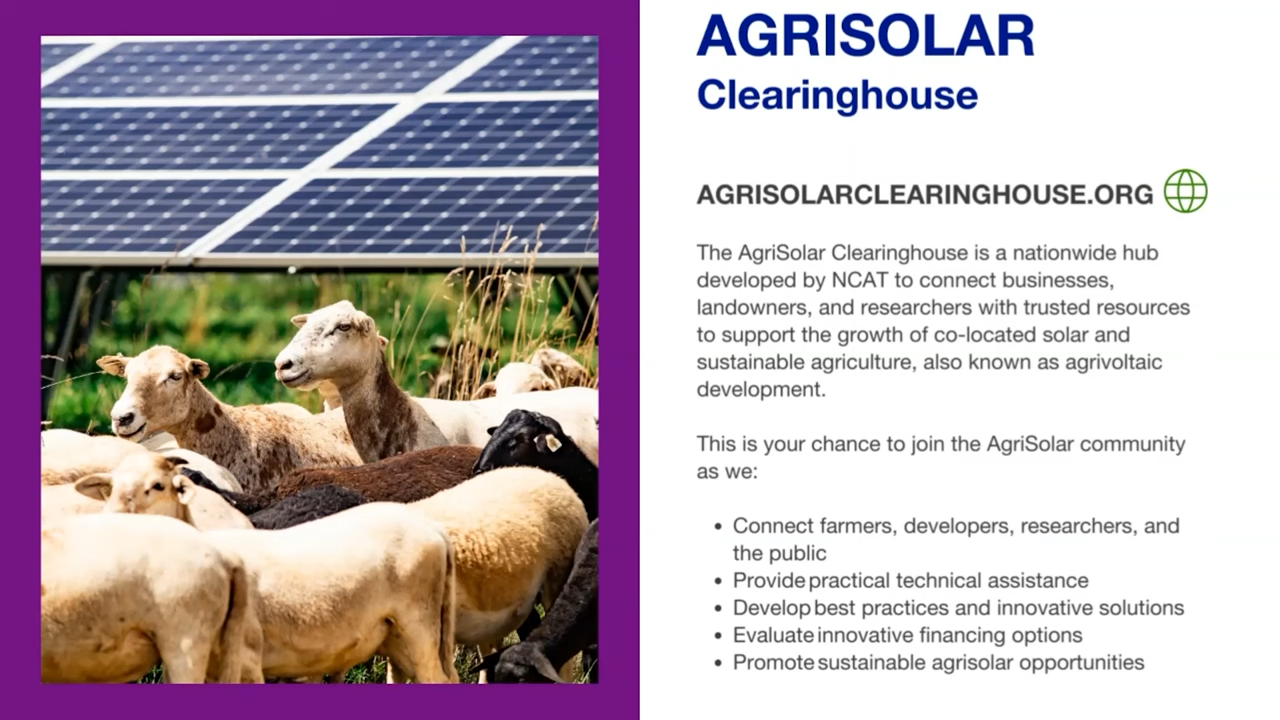 AGRISOLAR
Clearinghouse
AGRISOLARCLEARINGHOUSE.ORG
The AgriSolar Clearinghouse is a nationwide hub
developed by NCAT to connect businesses,
landowners, and researchers with trusted resources
to support the growth of co-located solar and
sustainable agriculture, also known as agrivoltaic
development.
This is your chance to join the AgriSolar community
as we:
• Connect farmers, developers, researchers, and
the public
• Provide practical technical assistance
• Develop best practices and innovative solutions
• Evaluate innovative financing options
• Promote sustainable agrisolar opportunities